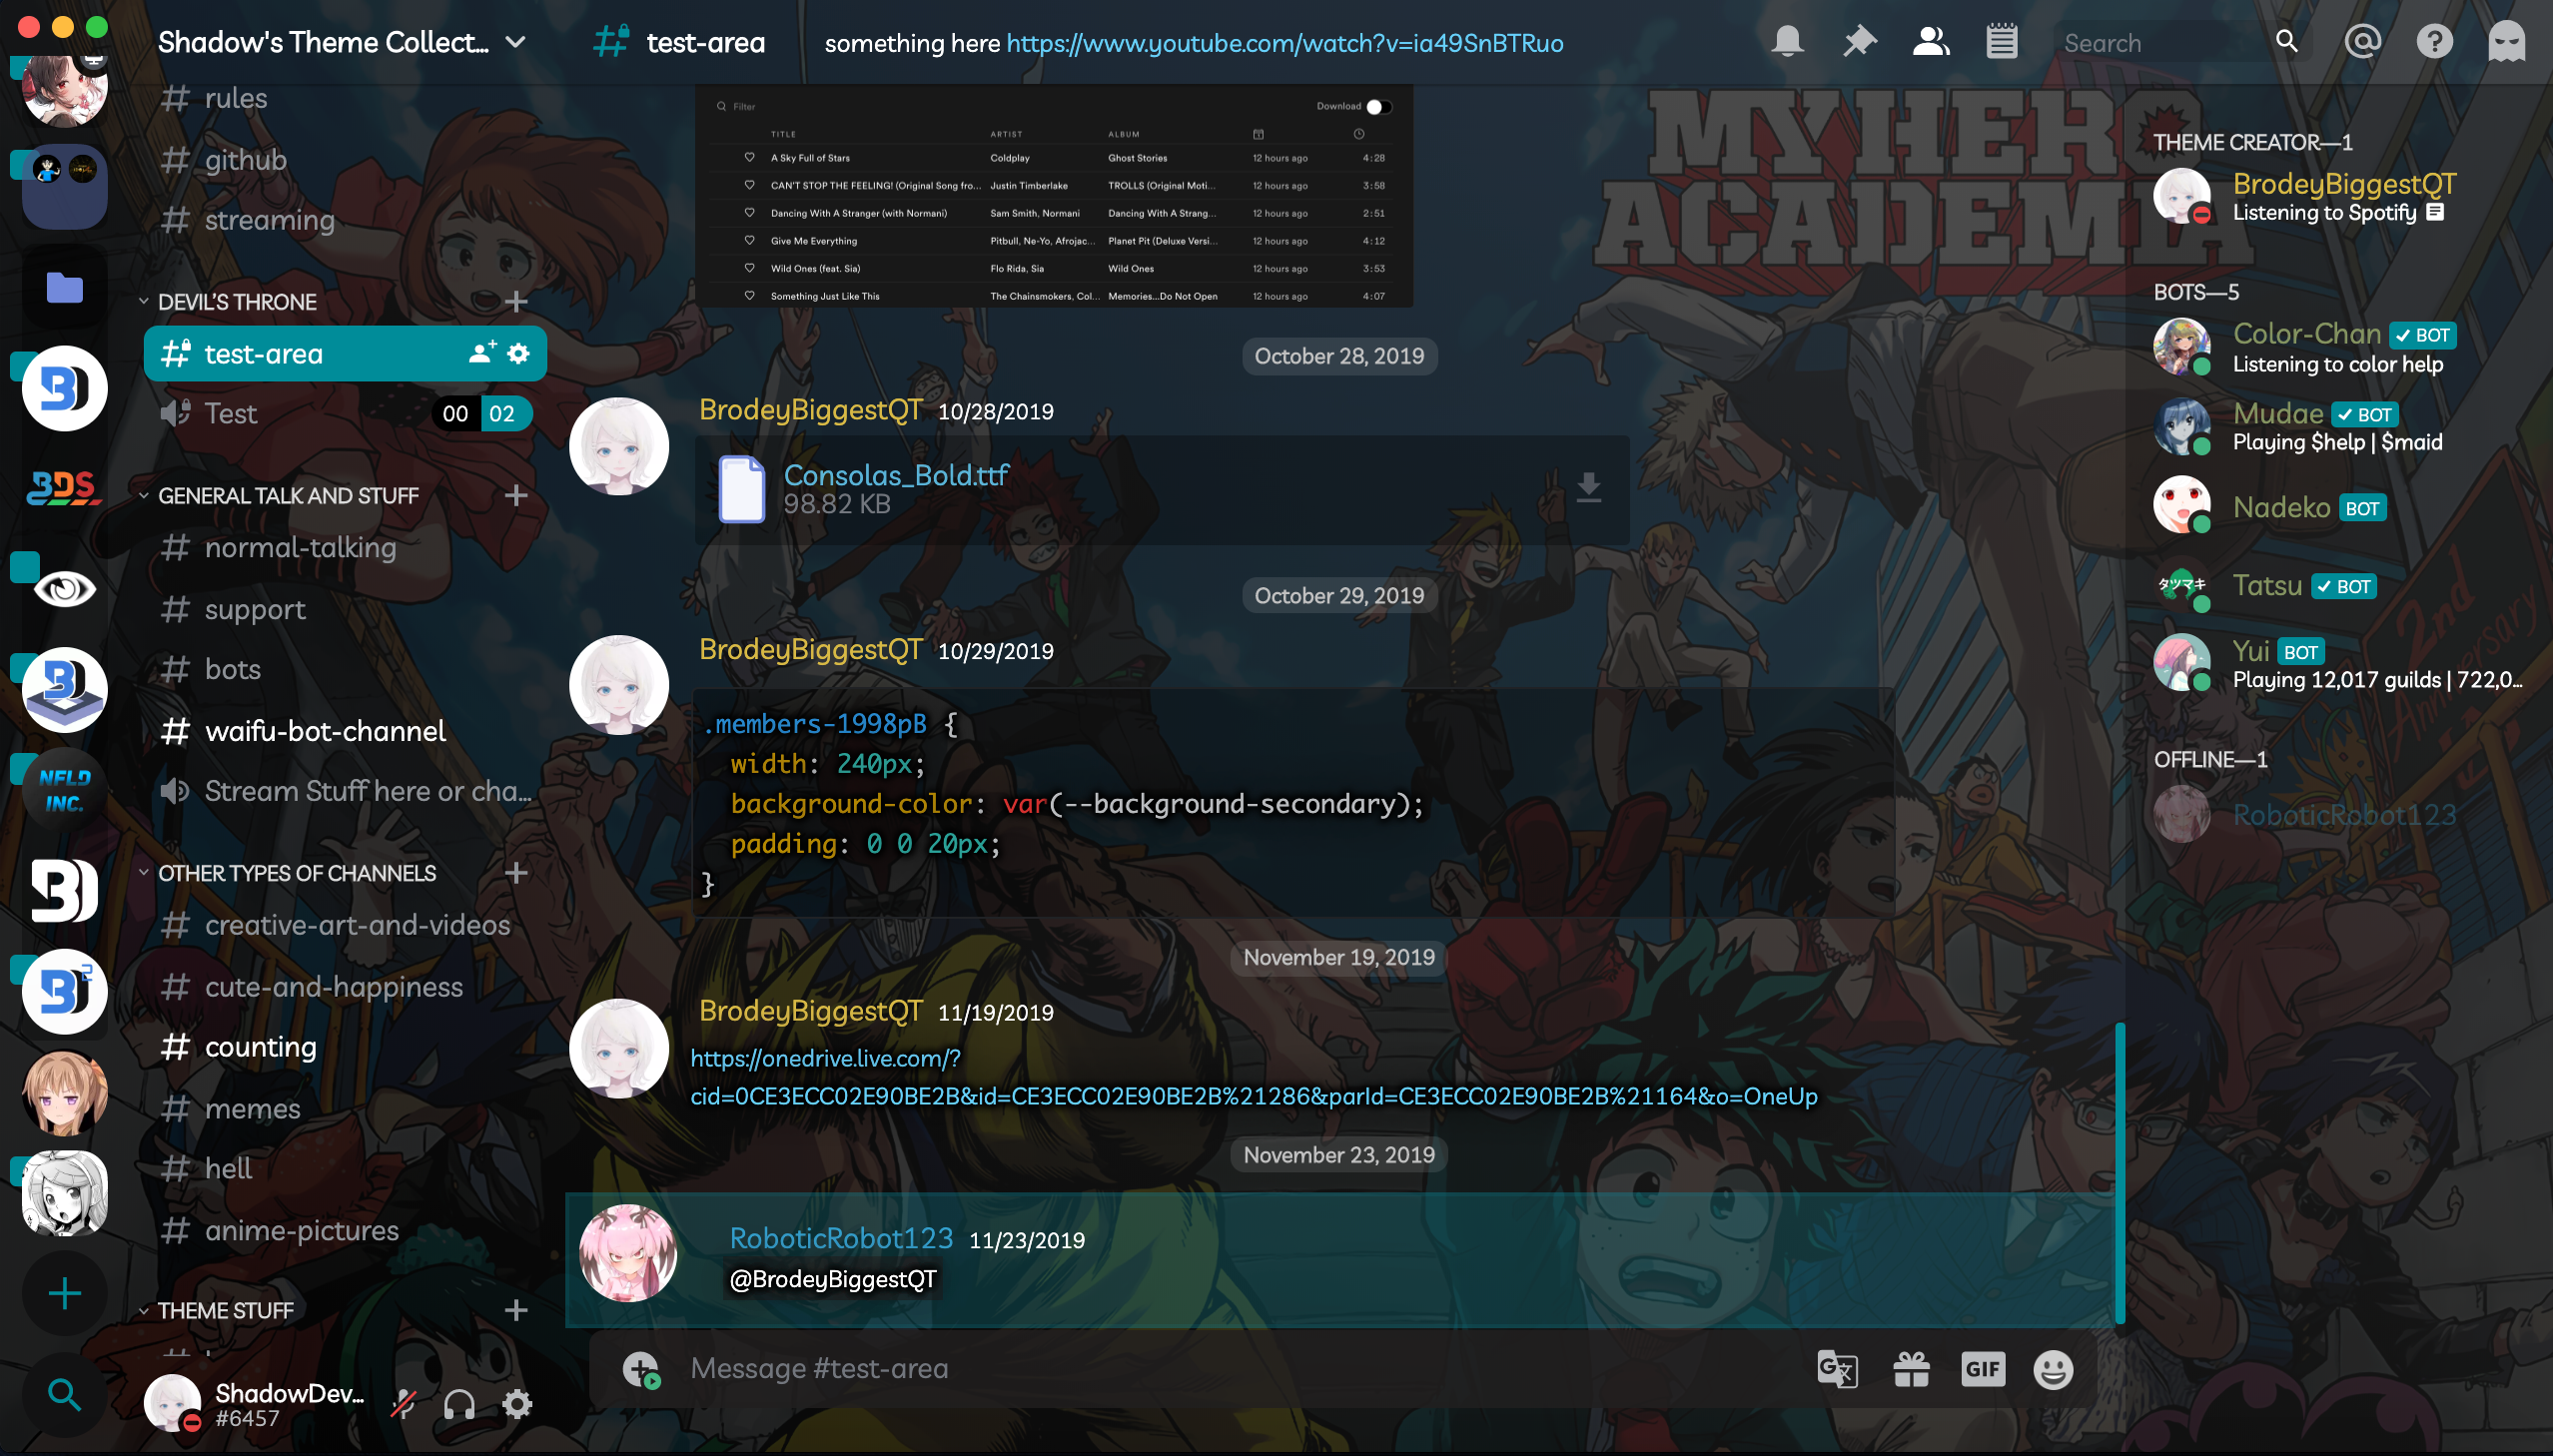 Shadow's Theme Collect...
test-area
something here https://www.youtube.com/watch?v=ia49SnBTRuo
Search
rules
github
streaming
DEVIL'S THRONE
test-area
Test
00 02
GENERAL TALK AND STUFF
normal-talking
support
bots
waifu-bot-channel
Stream Stuff here or cha...
OTHER TYPES OF CHANNELS
creative-art-and-videos
cute-and-happiness
counting
memes
hell
anime-pictures
THEME STUFF
ShadowDev...
#6457
BDS
NFLD
INC.
Filter
Download
TITLE ARTIST ALBUM
A Sky Full of Stars Coldplay Ghost Stories 12 hours ago 4:28
CAN'T STOP THE FEELING! (Original Song fro... Justin Timberlake TROLLS (Original Moti... 12 hours ago 3:58
Dancing With A Stranger (with Normani) Sam Smith, Normani Dancing With A Strang... 12 hours ago 2:51
Give Me Everything Pitbull, Ne-Yo, Afrojac... Planet Pit (Deluxe Versi... 12 hours ago 4:12
Wild Ones (feat. Sia) Flo Rida, Sia Wild Ones 12 hours ago 3:53
Something Just Like This The Chainsmokers, Col... Memories...Do Not Open 12 hours ago 4:07
October 28, 2019
BrodeyBiggestQT 10/28/2019
Consolas_Bold.ttf
98.82 KB
October 29, 2019
BrodeyBiggestQT 10/29/2019
.members-1998pB {
width: 240px;
background-color: var(--background-secondary);
padding: 0 0 20px;
}
November 19, 2019
BrodeyBiggestQT 11/19/2019
https://onedrive.live.com/?
cid=0CE3ECC02E90BE2B&id=CE3ECC02E90BE2B%21286&parId=CE3ECC02E90BE2B%21164&o=OneUp
November 23, 2019
RoboticRobot123 11/23/2019
@BrodeyBiggestQT
Message #test-area
GIF
MY HERO
ACADEMIA
THEME CREATOR—1
BrodeyBiggestQT
Listening to Spotify
BOTS—5
Color-Chan BOT
Listening to color help
Mudae BOT
Playing $help | $maid
Nadeko BOT
タツマキ
Tatsu BOT
Yui BOT
Playing 12,017 guilds | 722,0...
OFFLINE—1
RoboticRobot123
2nd
Anniversary